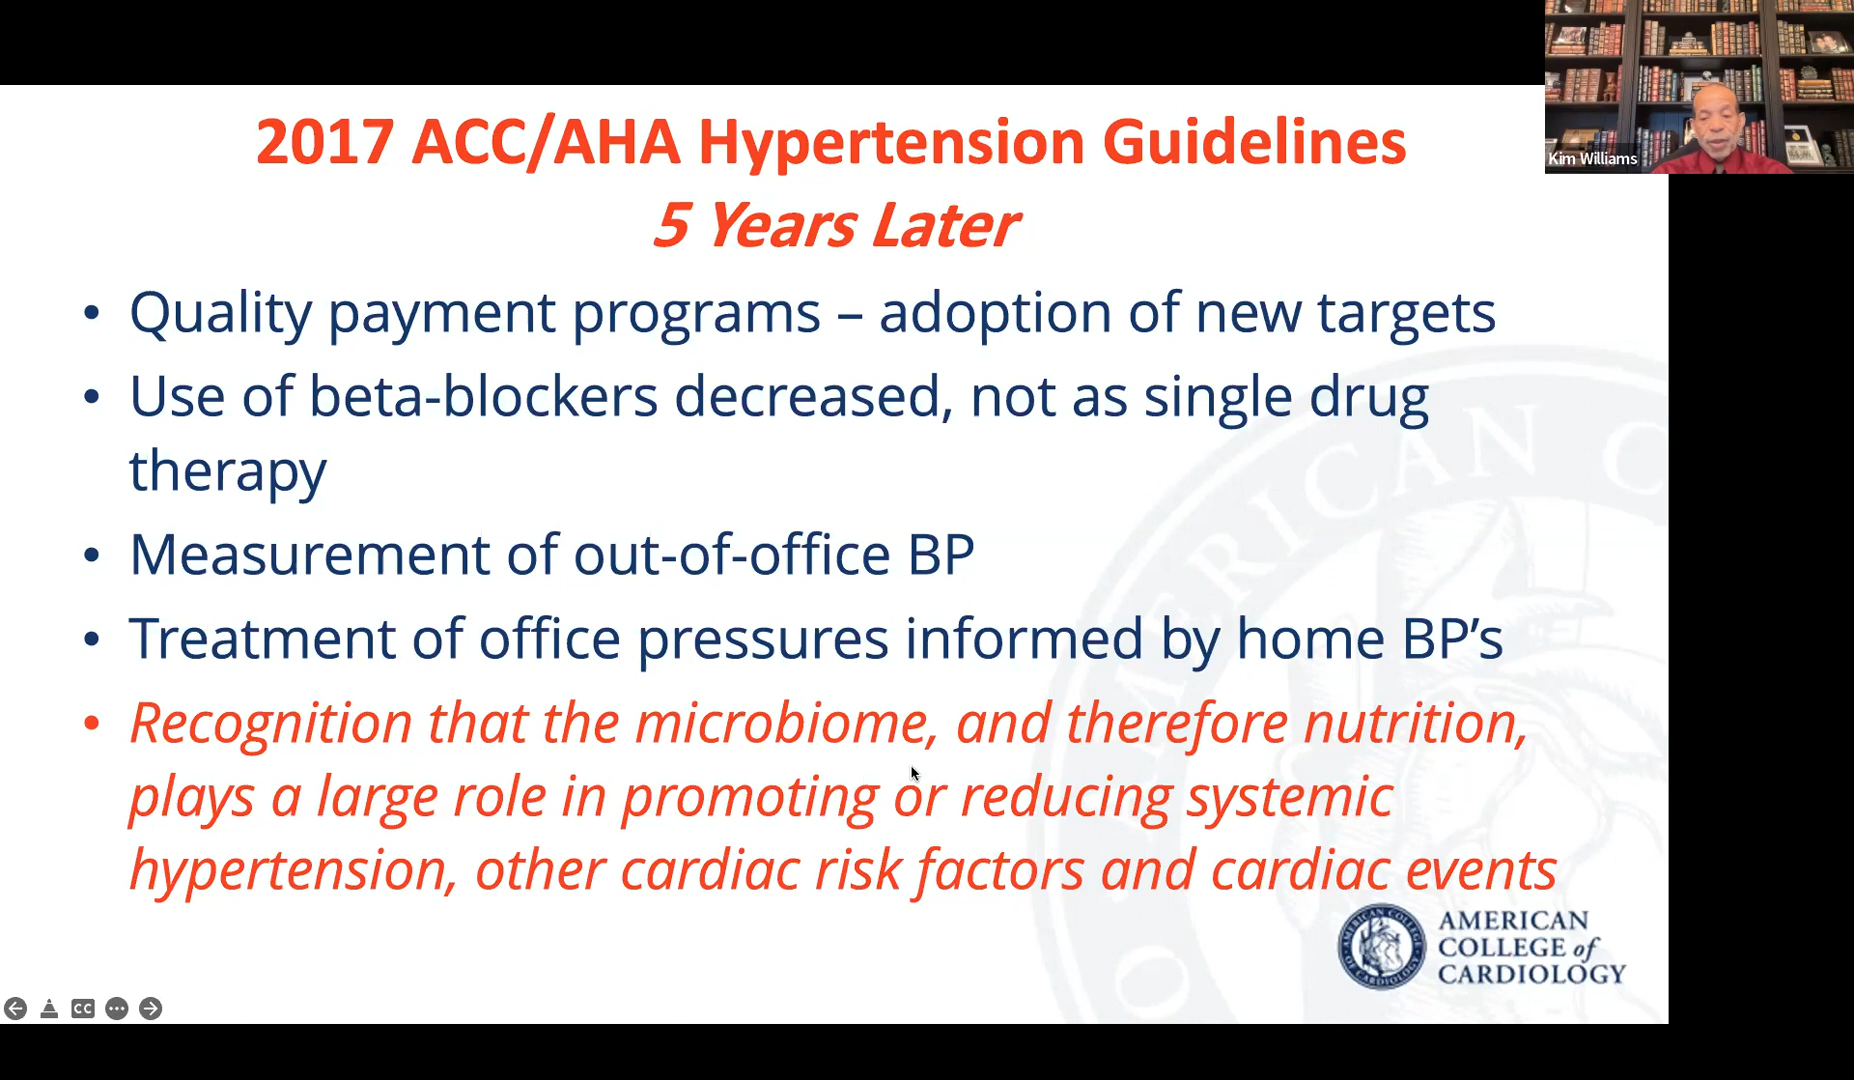 2017 ACC/AHA Hypertension Guidelines
5 Years Later
Kim Williams
• Quality payment programs – adoption of new targets
• Use of beta-blockers decreased, not as single drug
therapy
• Measurement of out-of-office BP
• Treatment of office pressures informed by home BP’s
• Recognition that the microbiome, and therefore nutrition,
plays a large role in promoting or reducing systemic
hypertension, other cardiac risk factors and cardiac events
AMERICAN
COLLEGE of
CARDIOLOGY
CC